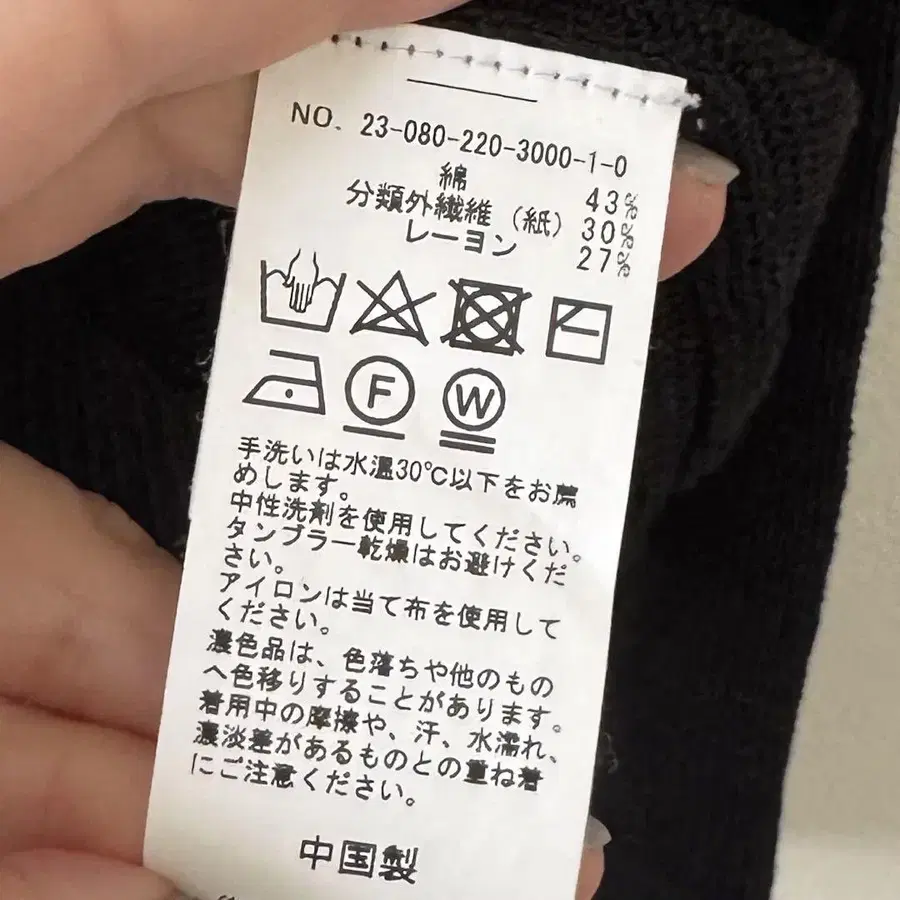 NO. 23-080-220-3000-1-0
綿 43%
分類外繊維(紙) 30%
レーヨン 27%
F W
手洗いは水温30℃以下をお薦
めします。
中性洗剤を使用してください。
タンブラー乾燥はお避けくだ
さい。
アイロンは当て布を使用して
ください。
濃色品は、色落ちや他のもの
へ色移りすることがあります。
着用中の摩擦や、汗、水濡れ、
濃淡差があるものとの重ね着
にご注意ください。
中国製